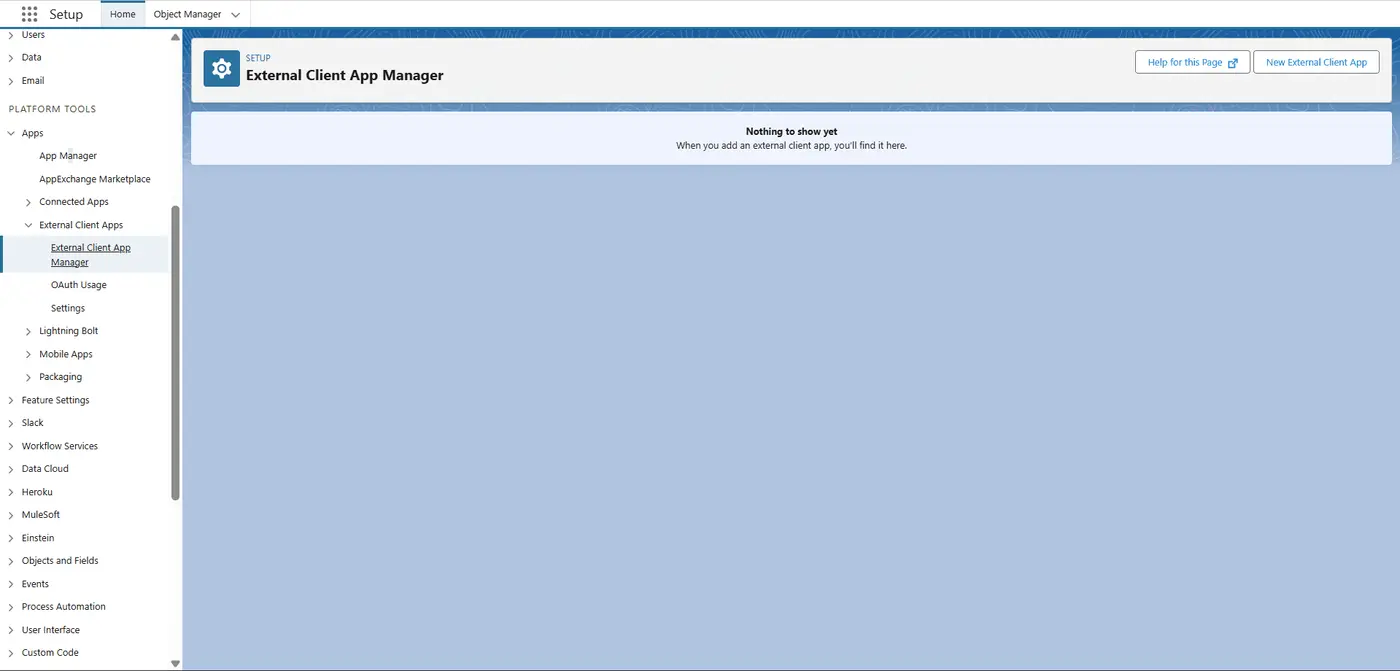 Setup
Home
Object Manager
Users
Data
Email
PLATFORM TOOLS
Apps
App Manager
AppExchange Marketplace
Connected Apps
External Client Apps
External Client App
Manager
OAuth Usage
Settings
Lightning Bolt
Mobile Apps
Packaging
Feature Settings
Slack
Workflow Services
Data Cloud
Heroku
MuleSoft
Einstein
Objects and Fields
Events
Process Automation
User Interface
Custom Code
SETUP
External Client App Manager
Help for this Page
New External Client App
Nothing to show yet
When you add an external client app, you'll find it here.